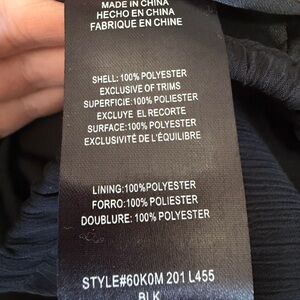 MADE IN CHINA
HECHO EN CHINA
FABRIQUE EN CHINE
SHELL: 100% POLYESTER
EXCLUSIVE OF TRIMS
SUPERFICIE: 100% POLIESTER
EXCLUYE EL RECORTE
SURFACE: 100% POLYESTER
EXCLUSIVITÉ DE L'ÉQUILIBRE
LINING: 100%POLYESTER
FORRO: 100% POLIESTER
DOUBLURE: 100% POLYESTER
STYLE#60K0M 201 L455
BLK